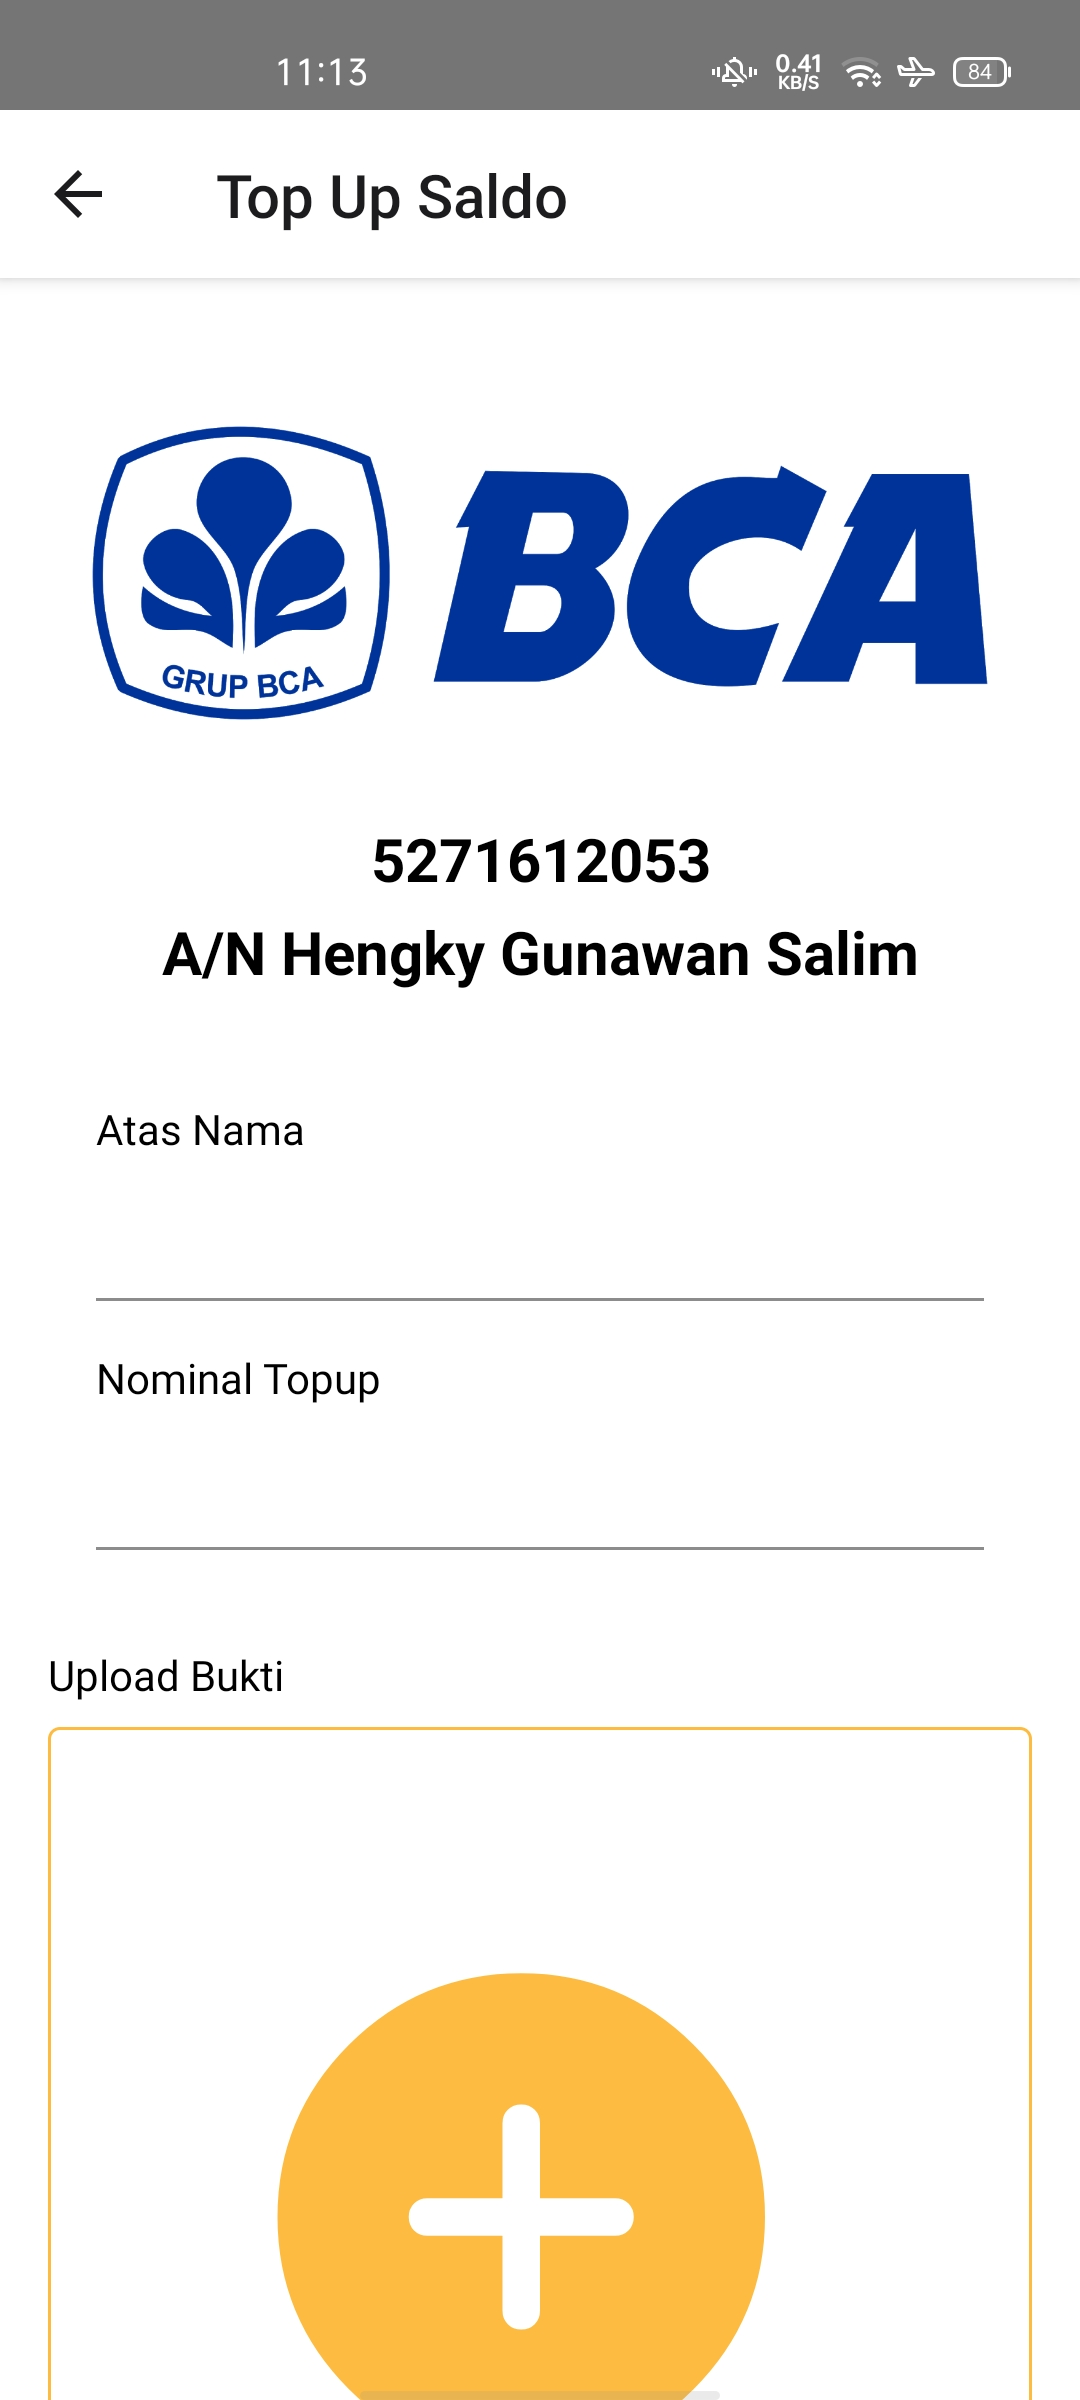 11:13
0.41
KB/S
84
Top Up Saldo
GRUP BCA
BCA
5271612053
A/N Hengky Gunawan Salim
Atas Nama
Nominal Topup
Upload Bukti